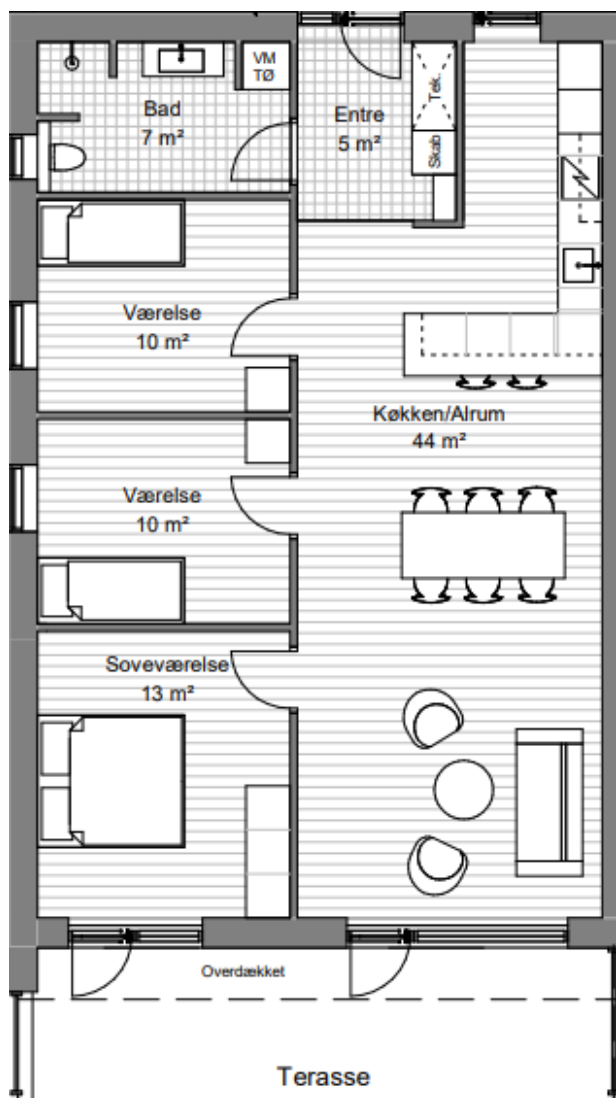 VM
TØ
Bad
7 m²
Entre
5 m²
Tek.
Skab
Værelse
10 m²
Køkken/Alrum
44 m²
Værelse
10 m²
Soveværelse
13 m²
Overdækket
Terasse